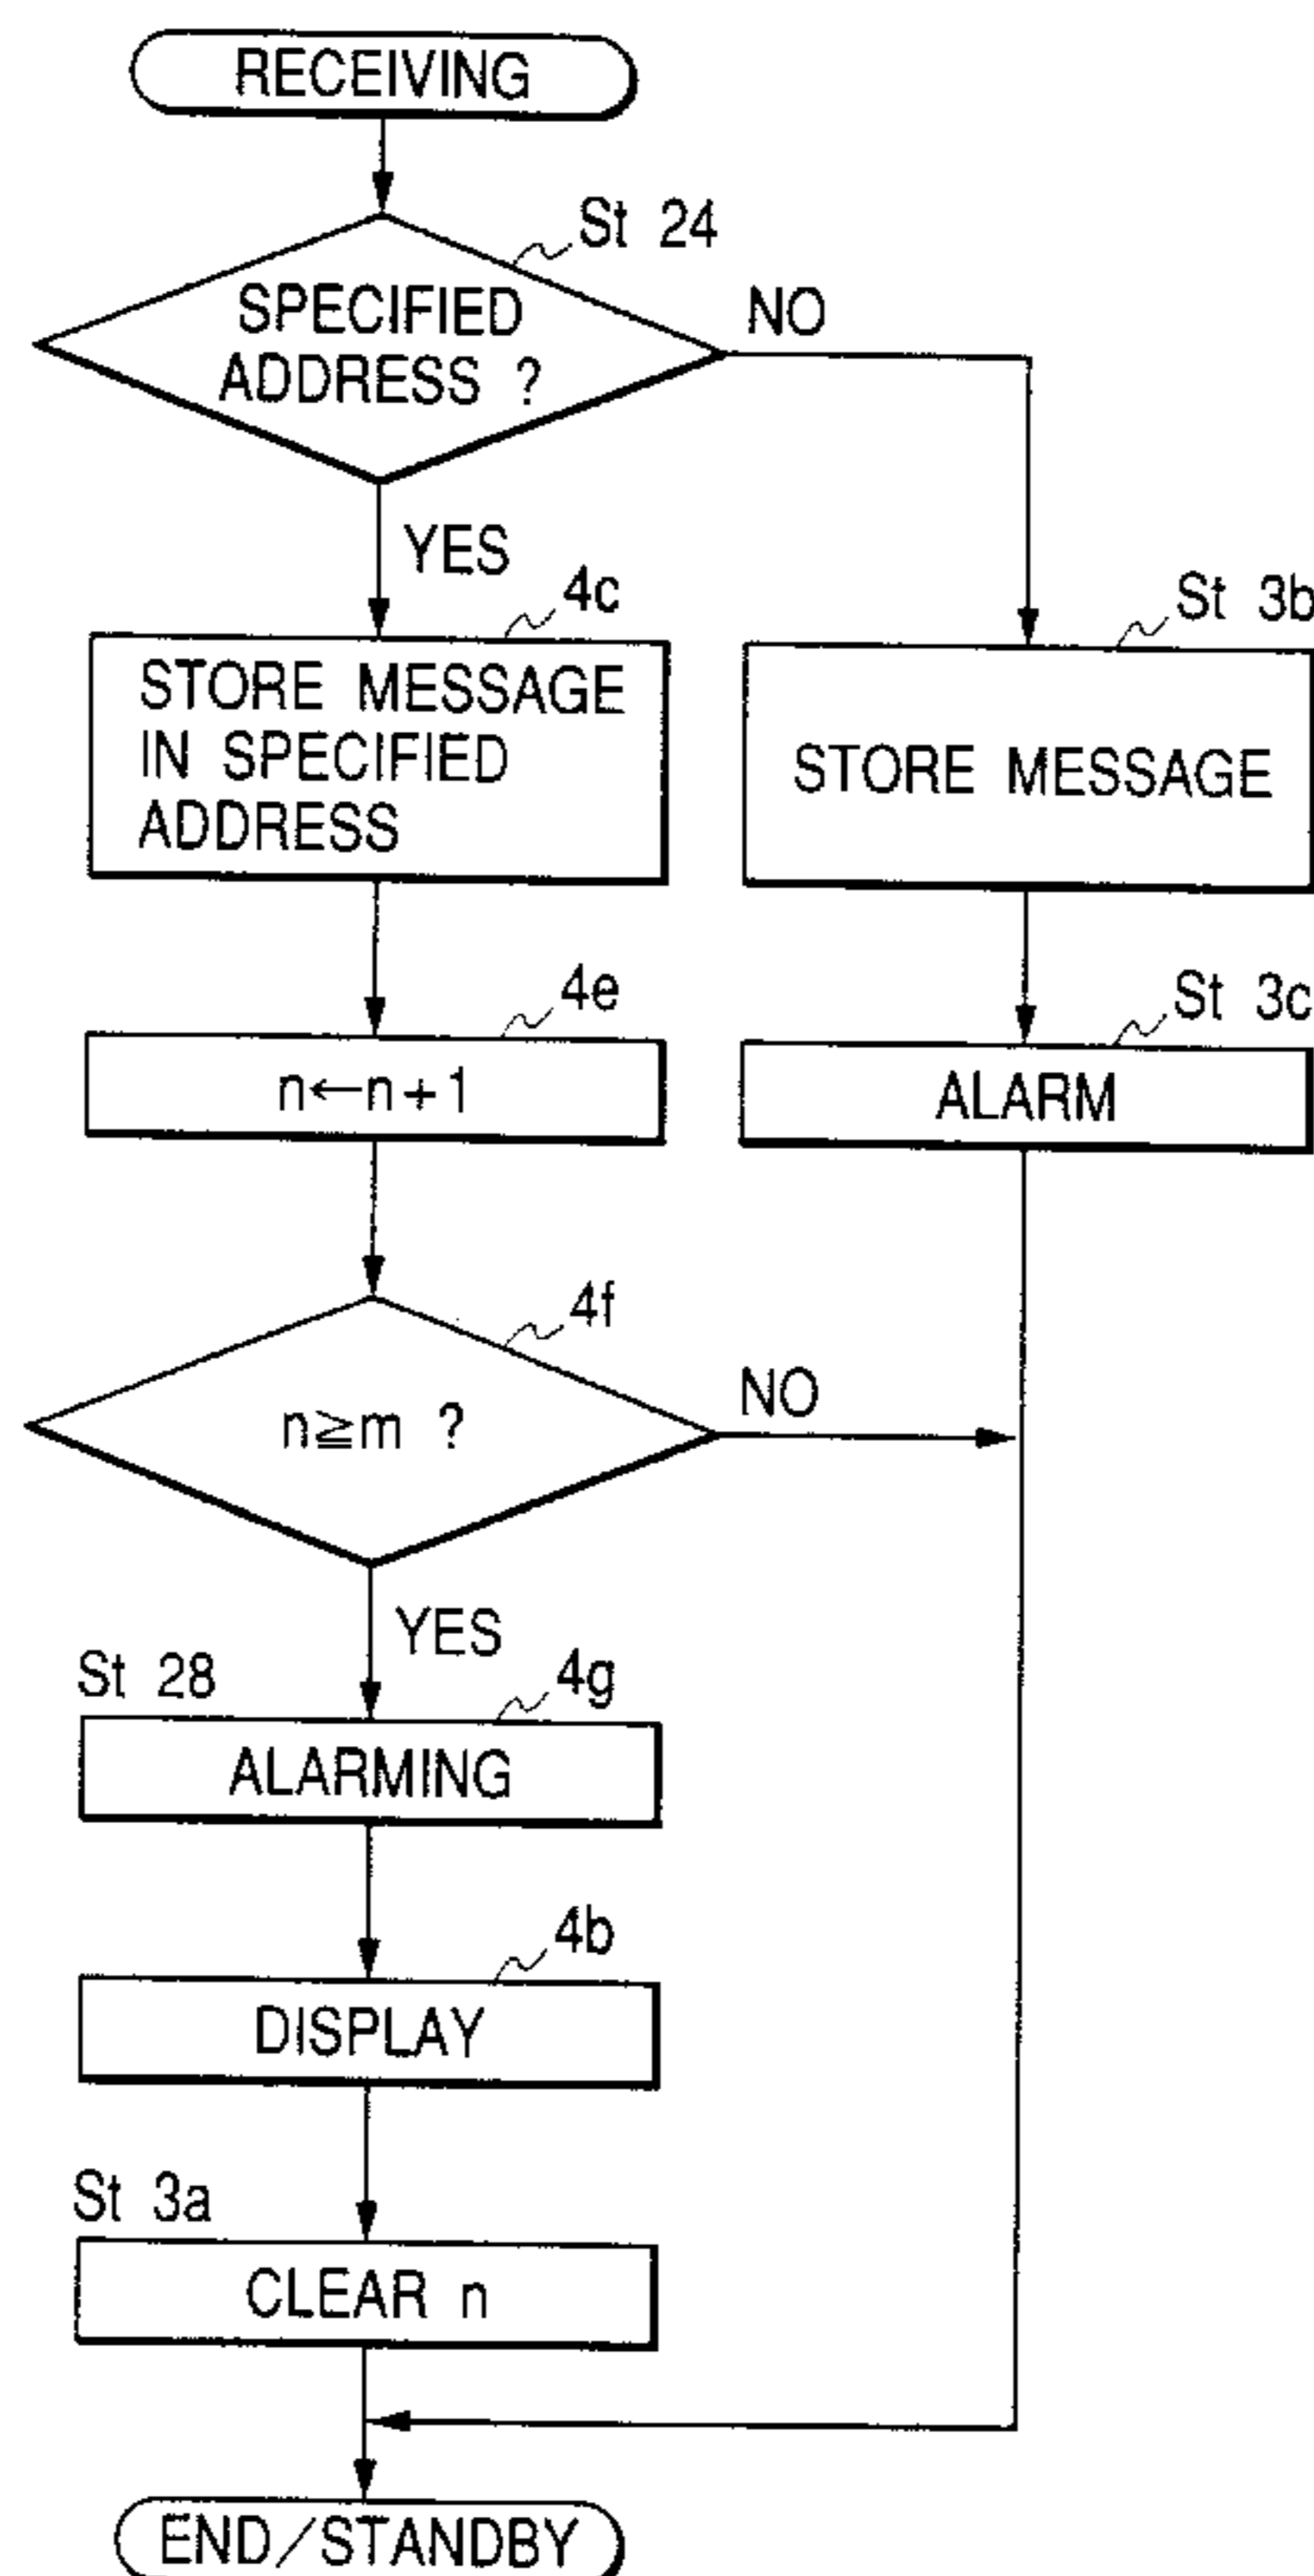 RECEIVING
St 24
SPECIFIED
ADDRESS ?
NO
YES
4c
STORE MESSAGE
IN SPECIFIED
ADDRESS
St 3b
STORE MESSAGE
4e
n←n+1
St 3c
ALARM
4f
n≧m ?
NO
YES
St 28
4g
ALARMING
4b
DISPLAY
St 3a
CLEAR n
END/STANDBY